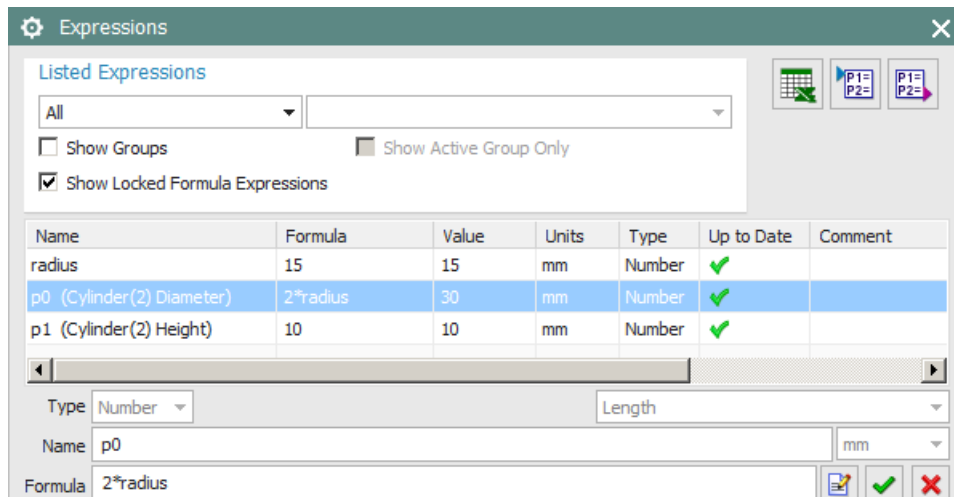 Expressions
Listed Expressions
All
Show Groups Show Active Group Only
Show Locked Formula Expressions
P1= P2= P1= P2=
Name Formula Value Units Type Up to Date Comment
radius 15 15 mm Number
p0 (Cylinder(2) Diameter) 2*radius 30 mm Number
p1 (Cylinder(2) Height) 10 10 mm Number
Type Number Length
Name p0 mm
Formula 2*radius